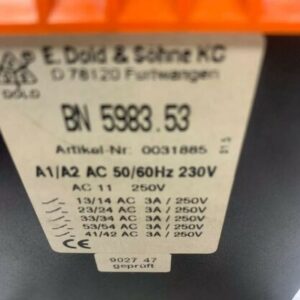 E. Dold & Söhne KG
D 78120 Furtwangen
DOLD
BN 5983.53
Artikel-Nr: 0031885
A1/A2 AC 50/60Hz 230V
AC 11 250V
13/14 AC 3A / 250V
23/24 AC 3A / 250V
33/34 AC 3A / 250V
53/54 AC 3A / 250V
41/42 AC 3A / 250V
CE
9027 47
geprüft